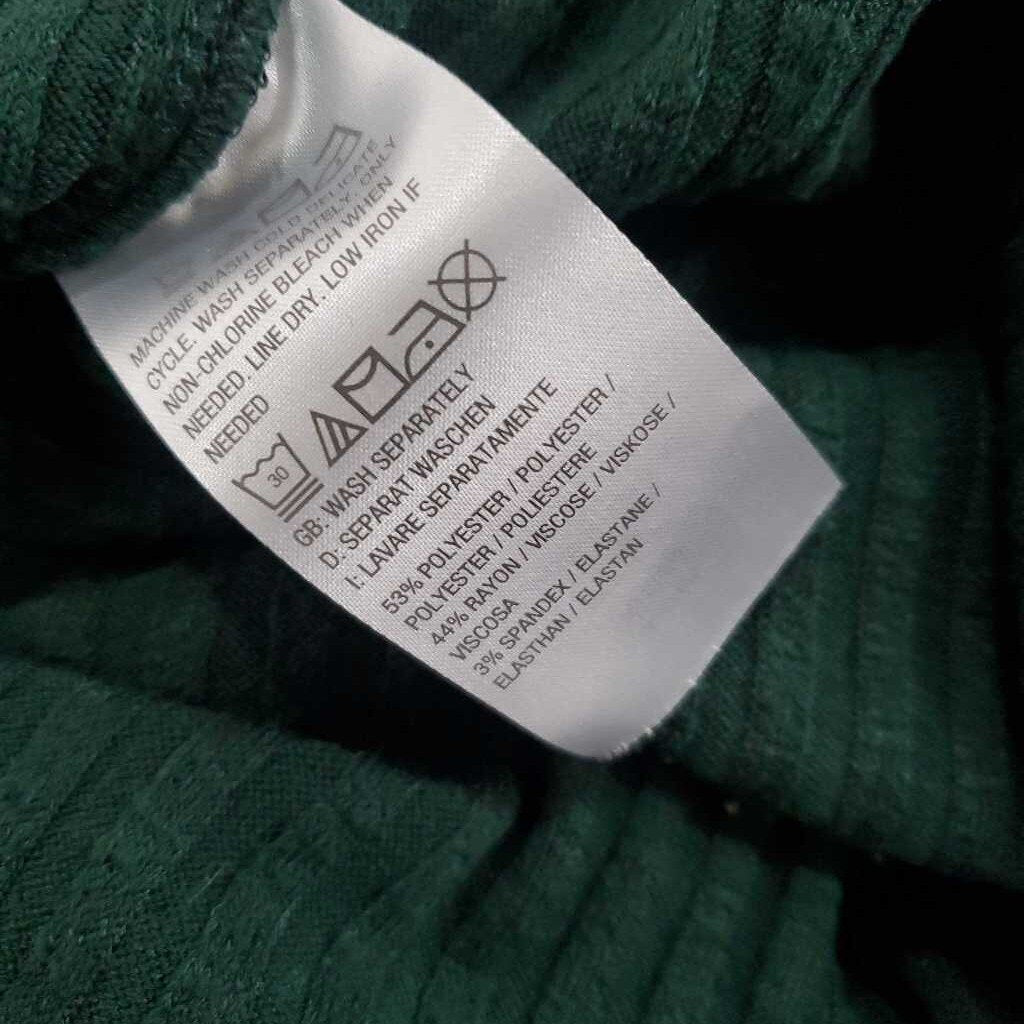 MACHINE WASH COLD DELICATE
CYCLE. WASH SEPARATELY. ONLY
NON-CHLORINE BLEACH WHEN
NEEDED. LINE DRY. LOW IRON IF
NEEDED
30
GB: WASH SEPARATELY
D: SEPARAT WASCHEN
I: LAVARE SEPARATAMENTE
53% POLYESTER / POLYESTER /
POLYESTER / POLIESTERE
44% RAYON / VISCOSE / VISKOSE /
VISCOSA
3% SPANDEX / ELASTANE /
ELASTHAN / ELASTAN